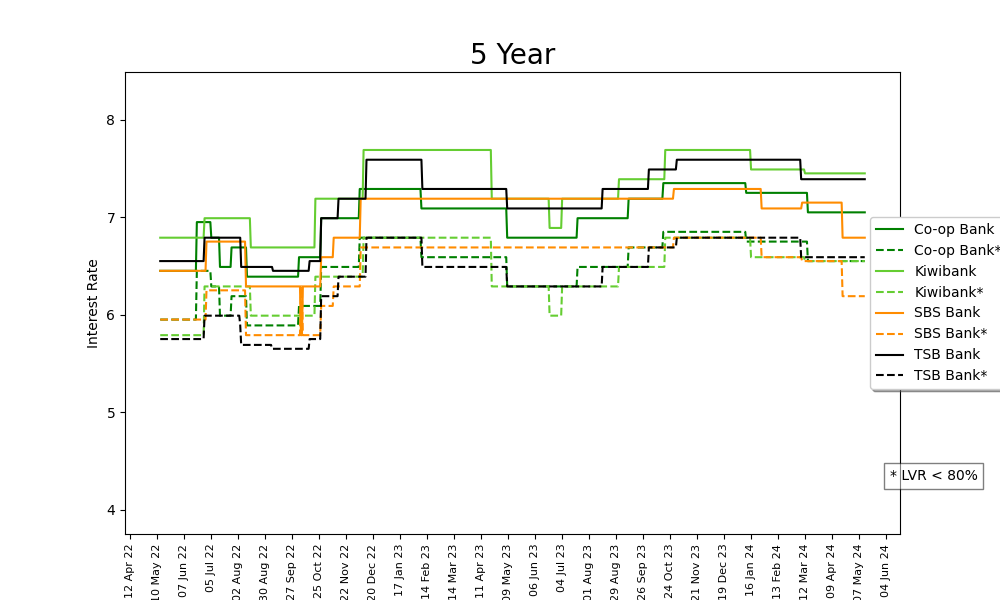 5 Year
Interest Rate
8
7
6
5
4
Co-op Bank
Co-op Bank*
Kiwibank
Kiwibank*
SBS Bank
SBS Bank*
TSB Bank
TSB Bank*
* LVR < 80%
12 Apr 22
10 May 22
07 Jun 22
05 Jul 22
02 Aug 22
30 Aug 22
27 Sep 22
25 Oct 22
22 Nov 22
20 Dec 22
17 Jan 23
14 Feb 23
14 Mar 23
11 Apr 23
09 May 23
06 Jun 23
04 Jul 23
01 Aug 23
29 Aug 23
26 Sep 23
24 Oct 23
21 Nov 23
19 Dec 23
16 Jan 24
13 Feb 24
12 Mar 24
09 Apr 24
07 May 24
04 Jun 24